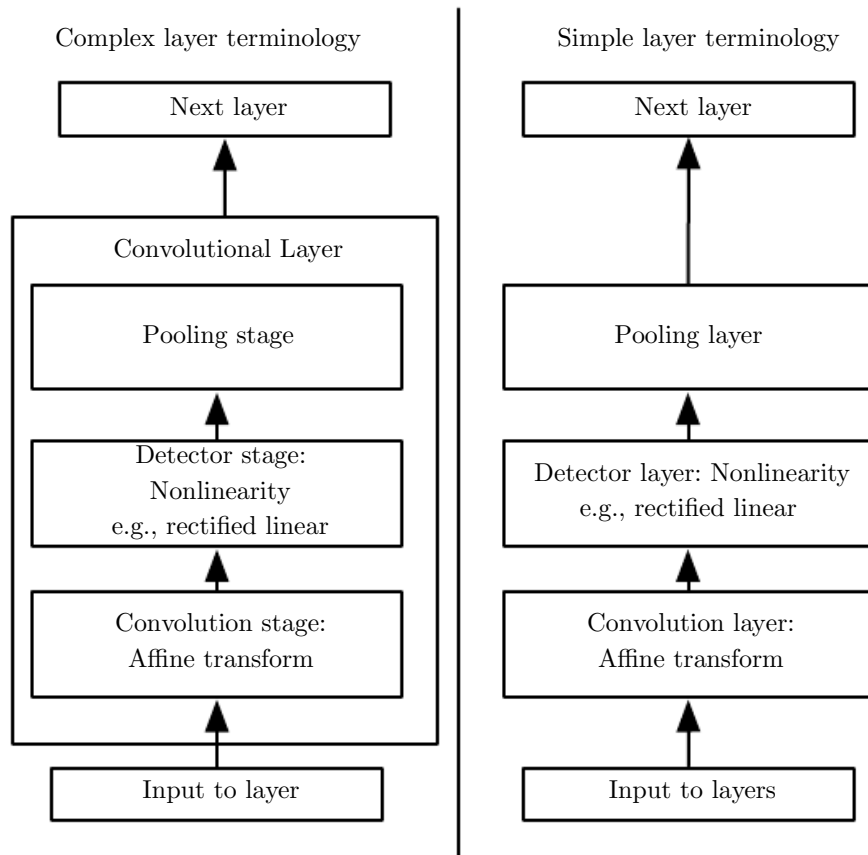 Complex layer terminology
Next layer
Convolutional Layer
Pooling stage
Detector stage:
Nonlinearity
e.g., rectified linear
Convolution stage:
Affine transform
Input to layer
Simple layer terminology
Next layer
Pooling layer
Detector layer: Nonlinearity
e.g., rectified linear
Convolution layer:
Affine transform
Input to layers